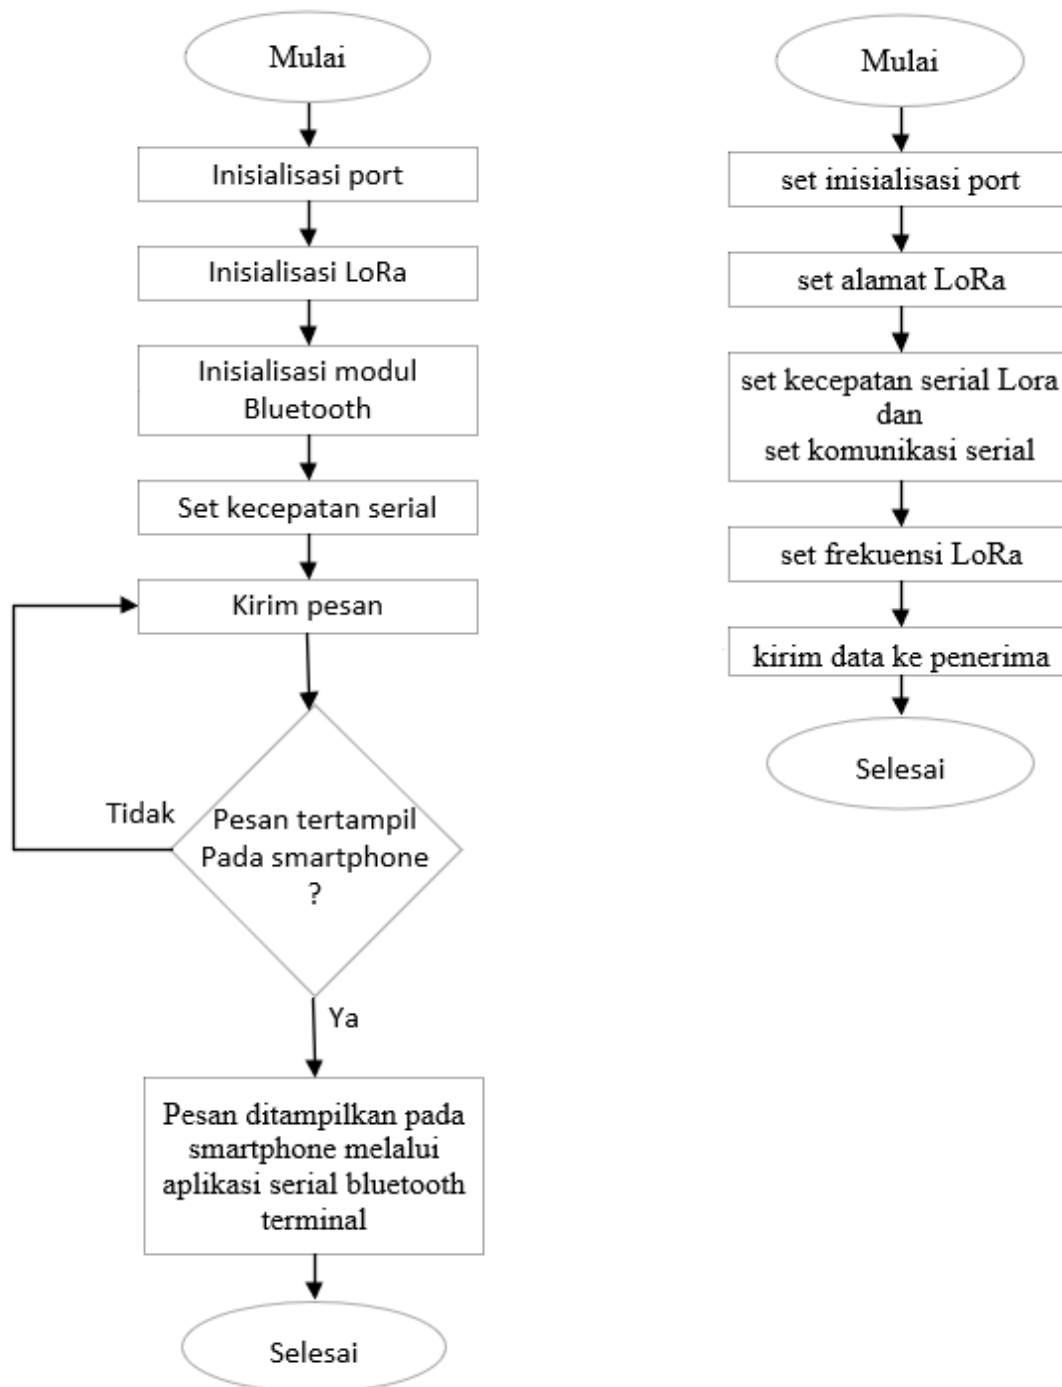 Mulai
Inisialisasi port
Inisialisasi LoRa
Inisialisasi modul
Bluetooth
Set kecepatan serial
Kirim pesan
Tidak
Pesan tertampil
Pada smartphone
?
Ya
Pesan ditampilkan pada
smartphone melalui
aplikasi serial bluetooth
terminal
Selesai
Mulai
set inisialisasi port
set alamat LoRa
set kecepatan serial Lora
dan
set komunikasi serial
set frekuensi LoRa
kirim data ke penerima
Selesai